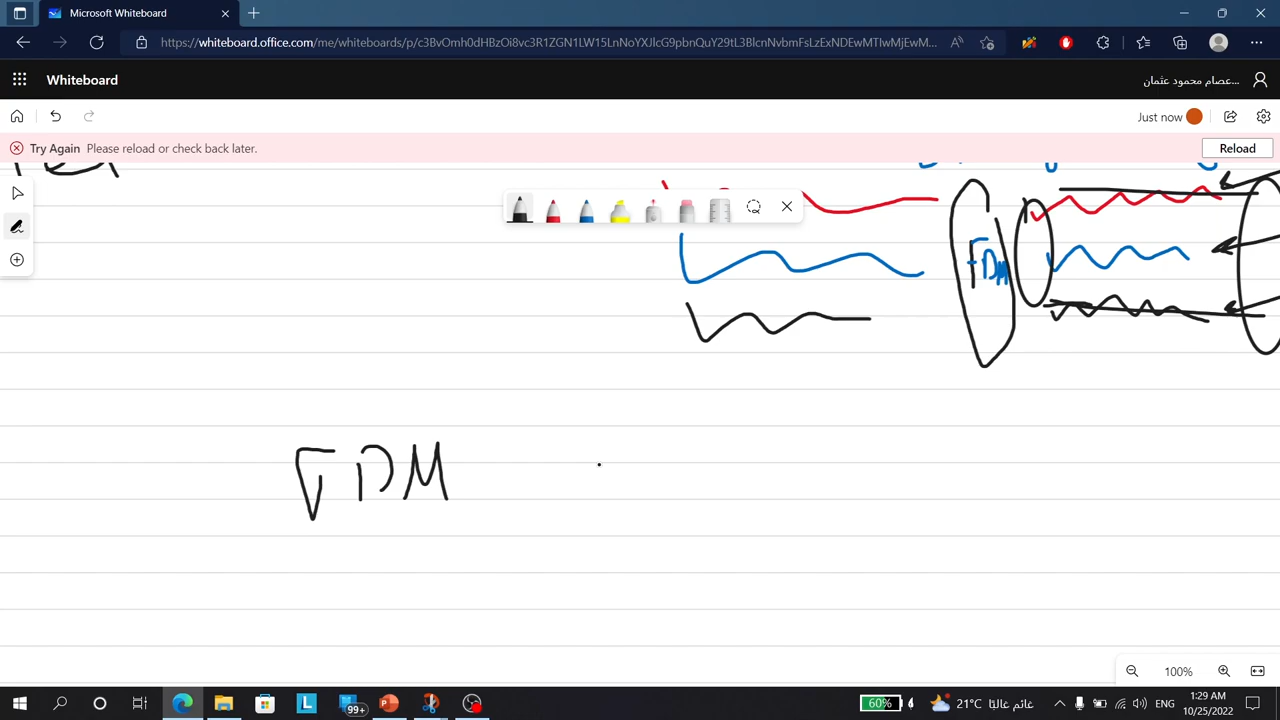 Microsoft Whiteboard
https://whiteboard.office.com/me/whiteboards/p/c3BvOmh0dHBzOi8vc3R1ZGN1LW15LnNoYXJlcG9pbnQuY29tL3BlcnNvbmFsLzExNDEwMTIwMjEwM...
Whiteboard
عصام محمود عثمان...
Just now
Try Again Please reload or check back later.
Reload
FDM
FDM
100%
L
99+
60%
21°C غائم غالبًا
ENG
1:29 AM
10/25/2022